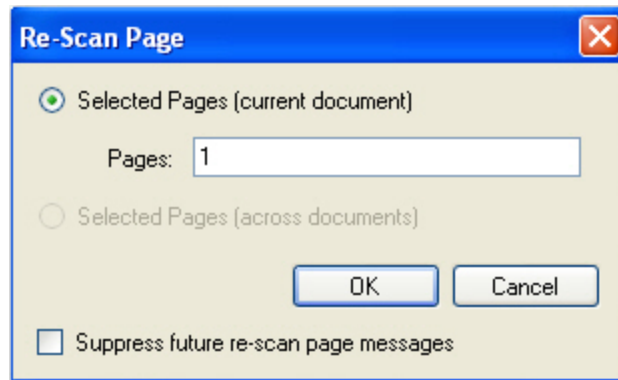 Re-Scan Page
Selected Pages (current document)
Pages: 1
Selected Pages (across documents)
OK Cancel
Suppress future re-scan page messages